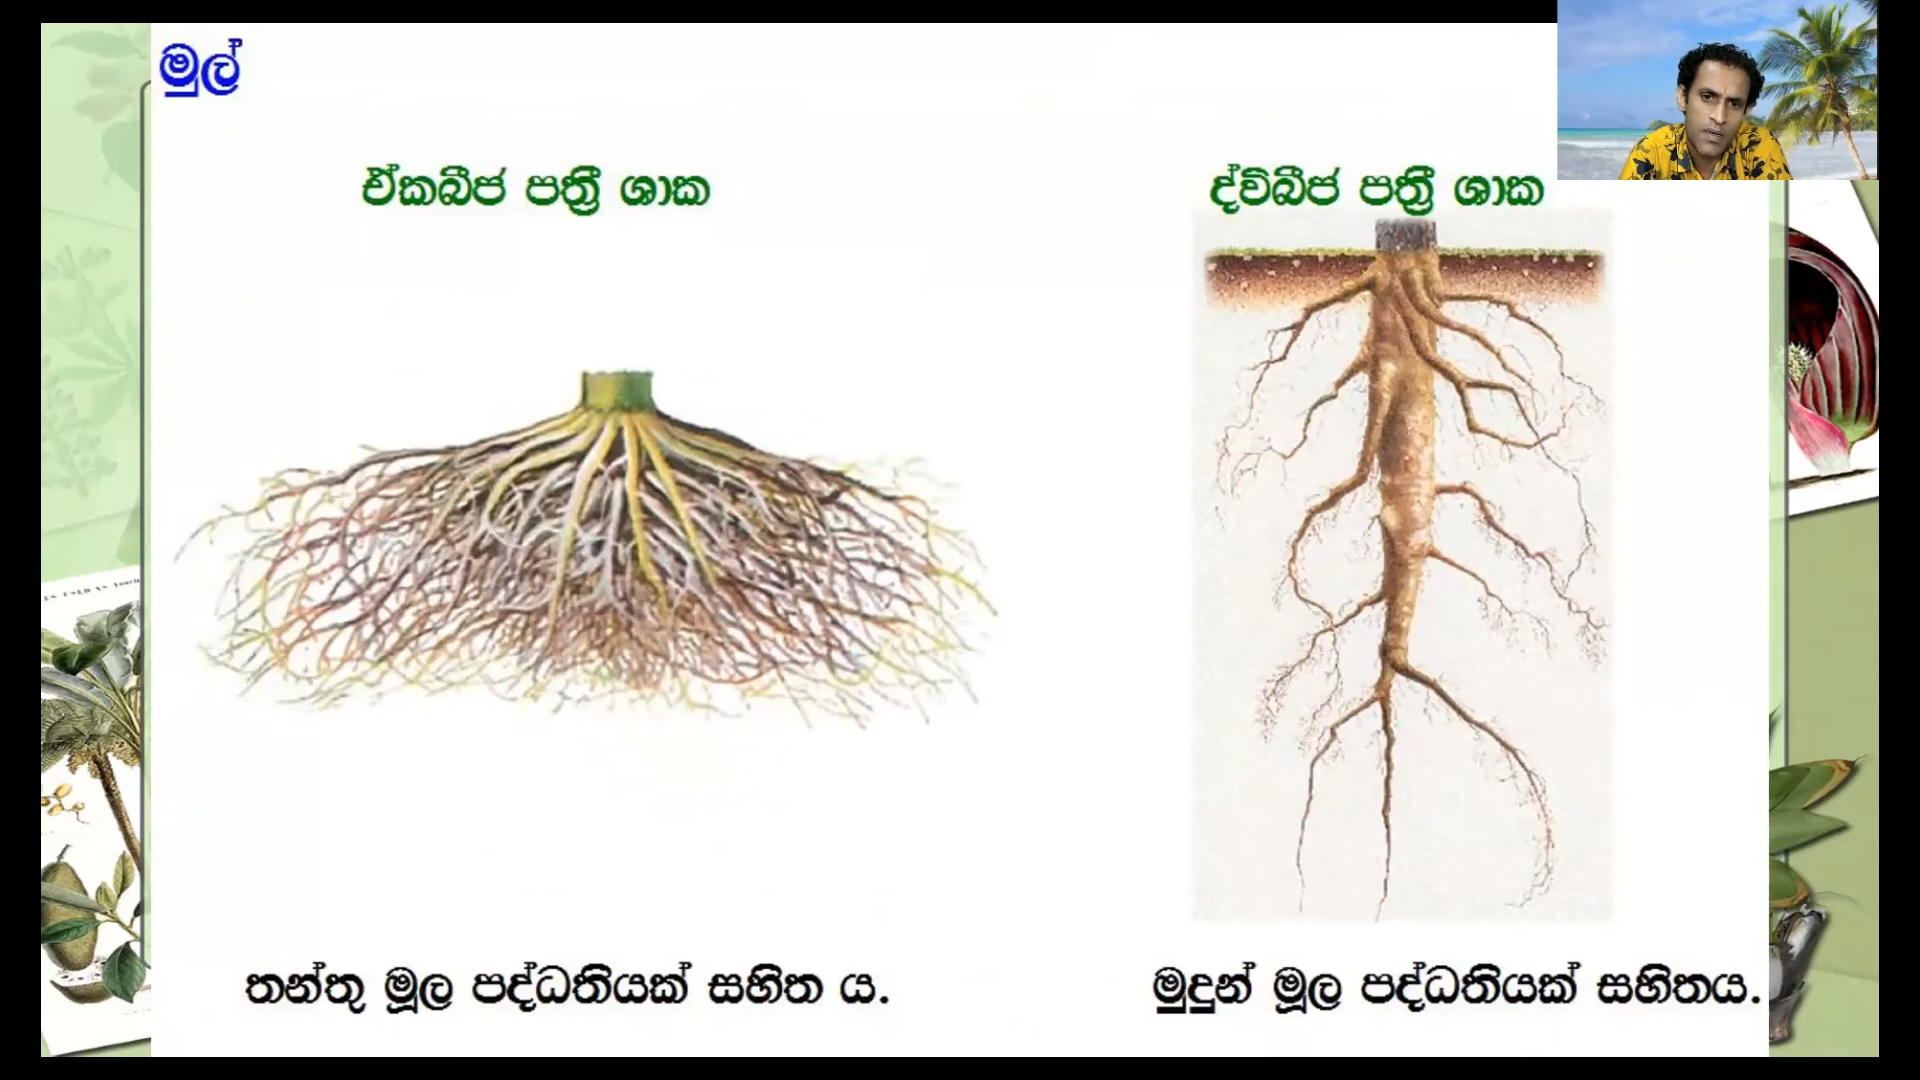 මුල්
ඒකබීජ පත්‍රී ශාක
ද්විබීජ පත්‍රී ශාක
තන්තු මූල පද්ධතියක් සහිත ය.
මුදුන් මූල පද්ධතියක් සහිතය.